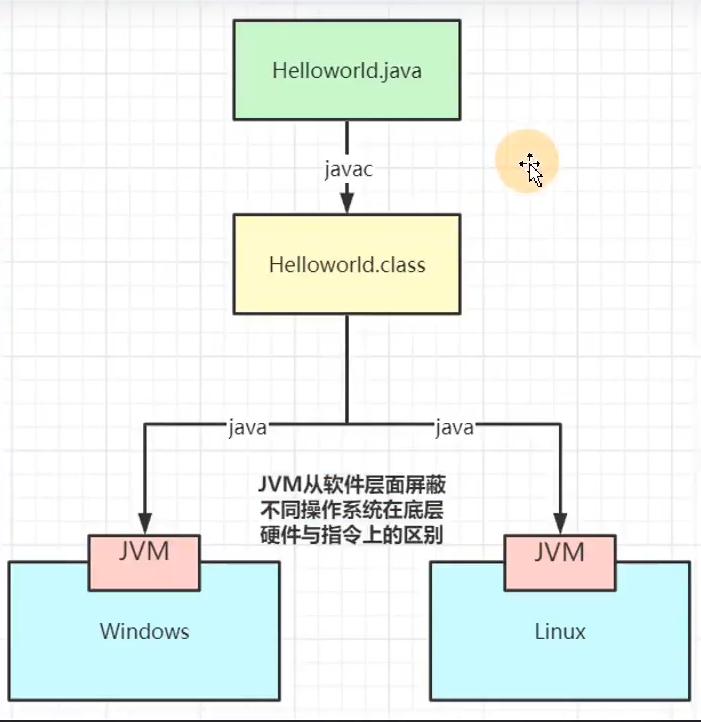 Helloworld.java
javac
Helloworld.class
java
java
JVM从软件层面屏蔽
不同操作系统在底层
硬件与指令上的区别
JVM
JVM
Windows
Linux